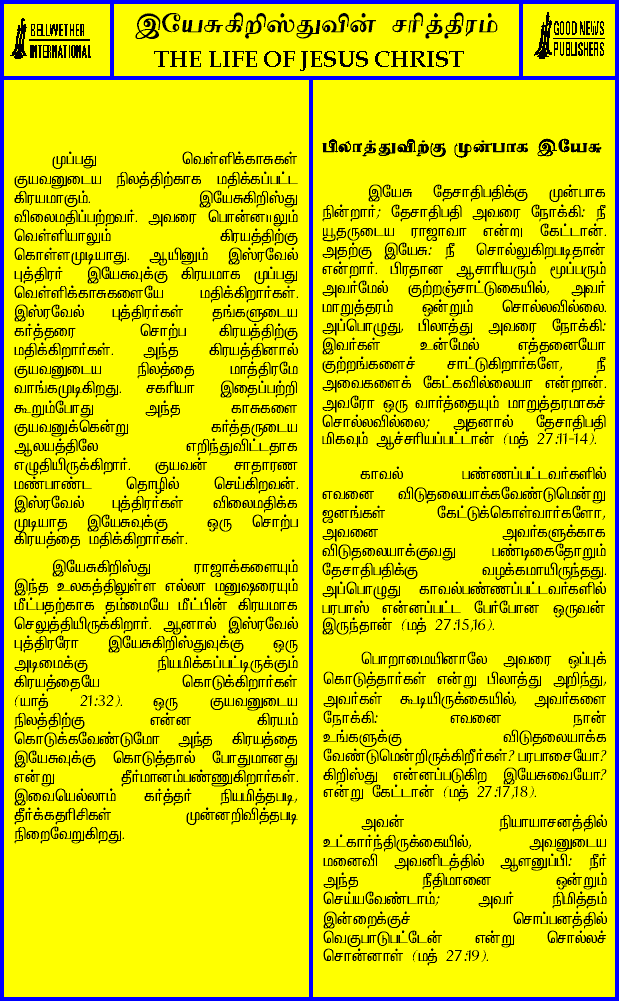 BELLWETHER
INTERNATIONAL
இயேசுகிறிஸ்துவின் சரித்திரம்
THE LIFE OF JESUS CHRIST
GOOD NEWS
PUBLISHERS
முப்பது வெள்ளிக்காசுகள்
குயவனுடைய நிலத்திற்காக மதிக்கப்பட்ட
கிரயமாகும். இயேசுகிறிஸ்து
விலைமதிப்பற்றவர். அவரை பொன்னாலும்
வெள்ளியாலும் கிரயத்திற்கு
கொள்ளமுடியாது. ஆயினும் இஸ்ரவேல்
புத்திரர் இயேசுவுக்கு கிரயமாக முப்பது
வெள்ளிக்காசுகளையே மதிக்கிறார்கள்.
இஸ்ரவேல் புத்திரர்கள் தங்களுடைய
கர்த்தரை சொற்ப கிரயத்திற்கு
மதிக்கிறார்கள். அந்த கிரயத்தினால்
குயவனுடைய நிலத்தை மாத்திரமே
வாங்கமுடிகிறது. சகரியா இதைப்பற்றி
கூறும்போது அந்த காசுகளை
குயவனுக்கென்று கர்த்தருடைய
ஆலயத்திலே எறிந்துவிட்டதாக
எழுதியிருக்கிறார். குயவன் சாதாரண
மண்பாண்ட தொழில் செய்கிறவன்.
இஸ்ரவேல் புத்திரர்கள் விலைமதிக்க
முடியாத இயேசுவுக்கு ஒரு சொற்ப
கிரயத்தை மதிக்கிறார்கள்.
இயேசுகிறிஸ்து ராஜாக்களையும்
இந்த உலகத்திலுள்ள எல்லா மனுஷரையும்
மீட்பதற்காக தம்மையே மீட்பின் கிரயமாக
செலுத்தியிருக்கிறார். ஆனால் இஸ்ரவேல்
புத்திரரோ இயேசுகிறிஸ்துவுக்கு ஒரு
அடிமைக்கு நியமிக்கப்பட்டிருக்கும்
கிரயத்தையே கொடுக்கிறார்கள்
(யாத் 21:32). ஒரு குயவனுடைய
நிலத்திற்கு என்ன கிரயம்
கொடுக்கவேண்டுமோ அந்த கிரயத்தை
இயேசுவுக்கு கொடுத்தால் போதுமானது
என்று தீர்மானம்பண்ணுகிறார்கள்.
இவையெல்லாம் கர்த்தர் நியமித்தபடி,
தீர்க்கதரிசிகள் முன்னறிவித்தபடி
நிறைவேறுகிறது.
பிலாத்துவிற்கு முன்பாக இயேசு
இயேசு தேசாதிபதிக்கு முன்பாக
நின்றார்; தேசாதிபதி அவரை நோக்கி: நீ
யூதருடைய ராஜாவா என்று கேட்டான்.
அதற்கு இயேசு: நீ சொல்லுகிறபடிதான்
என்றார். பிரதான ஆசாரியரும் மூப்பரும்
அவர்மேல் குற்றஞ்சாட்டுகையில், அவர்
மாறுத்தரம் ஒன்றும் சொல்லவில்லை.
அப்பொழுது, பிலாத்து அவரை நோக்கி:
இவர்கள் உன்மேல் எத்தனையோ
குற்றங்களைச் சாட்டுகிறார்களே, நீ
அவைகளைக் கேட்கவில்லையா என்றான்.
அவரோ ஒரு வார்த்தையும் மாறுத்தரமாகச்
சொல்லவில்லை; அதனால் தேசாதிபதி
மிகவும் ஆச்சரியப்பட்டான் (மத் 27:11-14).
காவல் பண்ணப்பட்டவர்களில்
எவனை விடுதலையாக்கவேண்டுமென்று
ஜனங்கள் கேட்டுக்கொள்வார்களோ,
அவனை அவர்களுக்காக
விடுதலையாக்குவது பண்டிகைதோறும்
தேசாதிபதிக்கு வழக்கமாயிருந்தது.
அப்பொழுது காவல்பண்ணப்பட்டவர்களில்
பரபாஸ் என்னப்பட்ட பேர்போன ஒருவன்
இருந்தான் (மத் 27:15,16).
பொறாமையினாலே அவரை ஒப்புக்
கொடுத்தார்கள் என்று பிலாத்து அறிந்து,
அவர்கள் கூடியிருக்கையில், அவர்களை
நோக்கி: எவனை நான்
உங்களுக்கு விடுதலையாக்க
வேண்டுமென்றிருக்கிறீர்கள்? பரபாசையோ?
கிறிஸ்து என்னப்படுகிற இயேசுவையோ?
என்று கேட்டான் (மத் 27:17,18).
அவன் நியாயாசனத்தில்
உட்கார்ந்திருக்கையில், அவனுடைய
மனைவி அவனிடத்தில் ஆளனுப்பி: நீர்
அந்த நீதிமானை ஒன்றும்
செய்யவேண்டாம்; அவர் நிமித்தம்
இன்றைக்குச் சொப்பனத்தில்
வெகுபாடுபட்டேன் என்று சொல்லச்
சொன்னாள் (மத் 27:19).